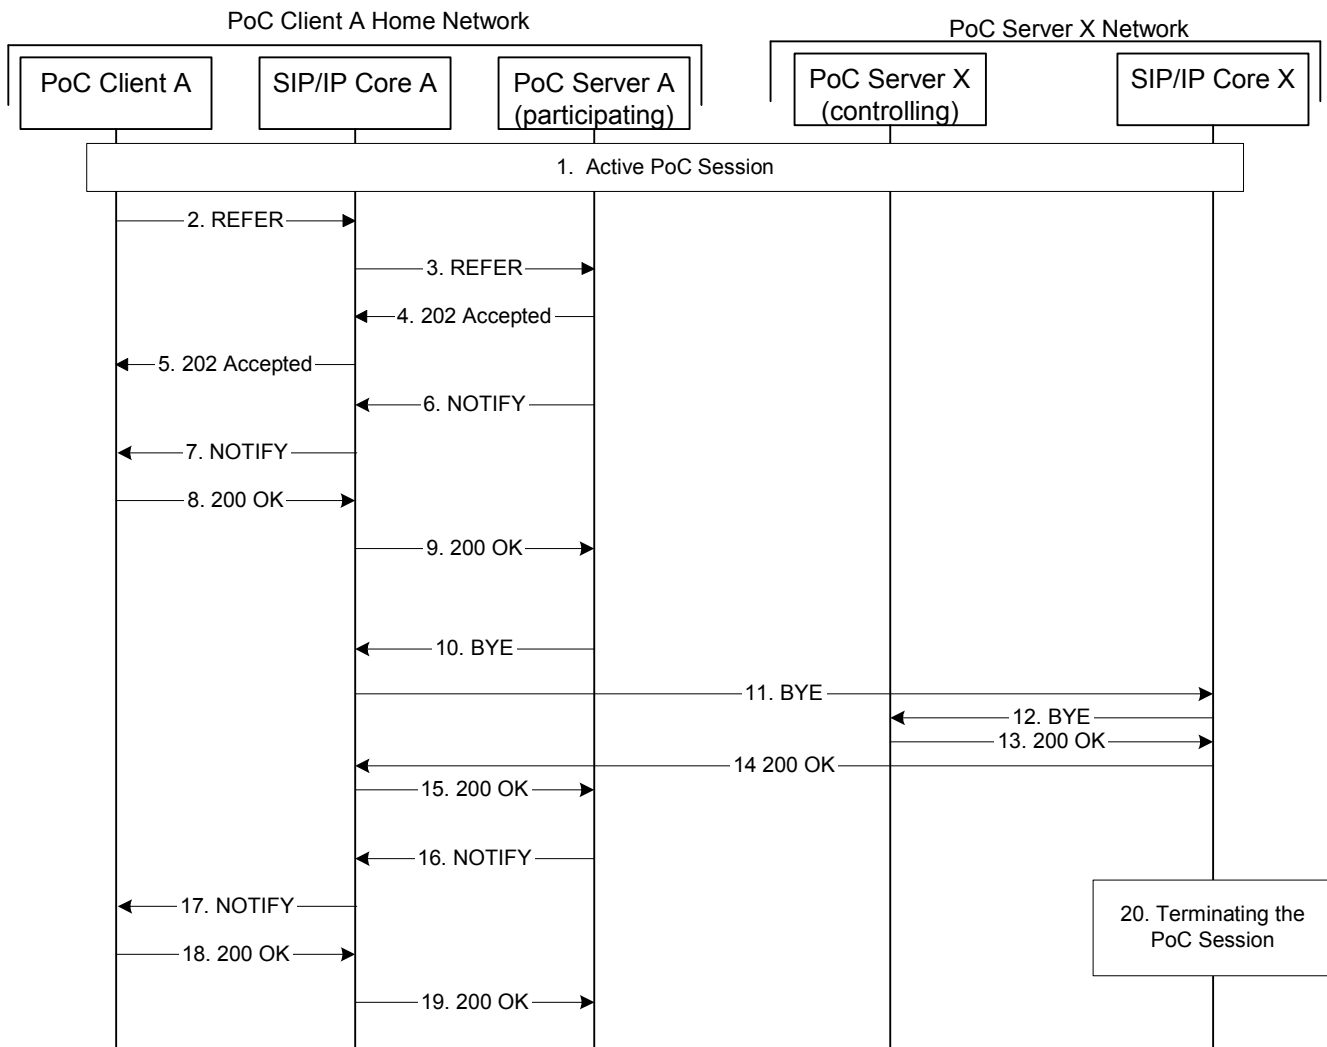 PoC Client A Home Network
PoC Server X Network
PoC Client A
SIP/IP Core A
PoC Server A
(participating)
PoC Server X
(controlling)
SIP/IP Core X
1. Active PoC Session
2. REFER
3. REFER
4. 202 Accepted
5. 202 Accepted
6. NOTIFY
7. NOTIFY
8. 200 OK
9. 200 OK
10. BYE
11. BYE
12. BYE
13. 200 OK
14 200 OK
15. 200 OK
16. NOTIFY
17. NOTIFY
20. Terminating the
PoC Session
18. 200 OK
19. 200 OK